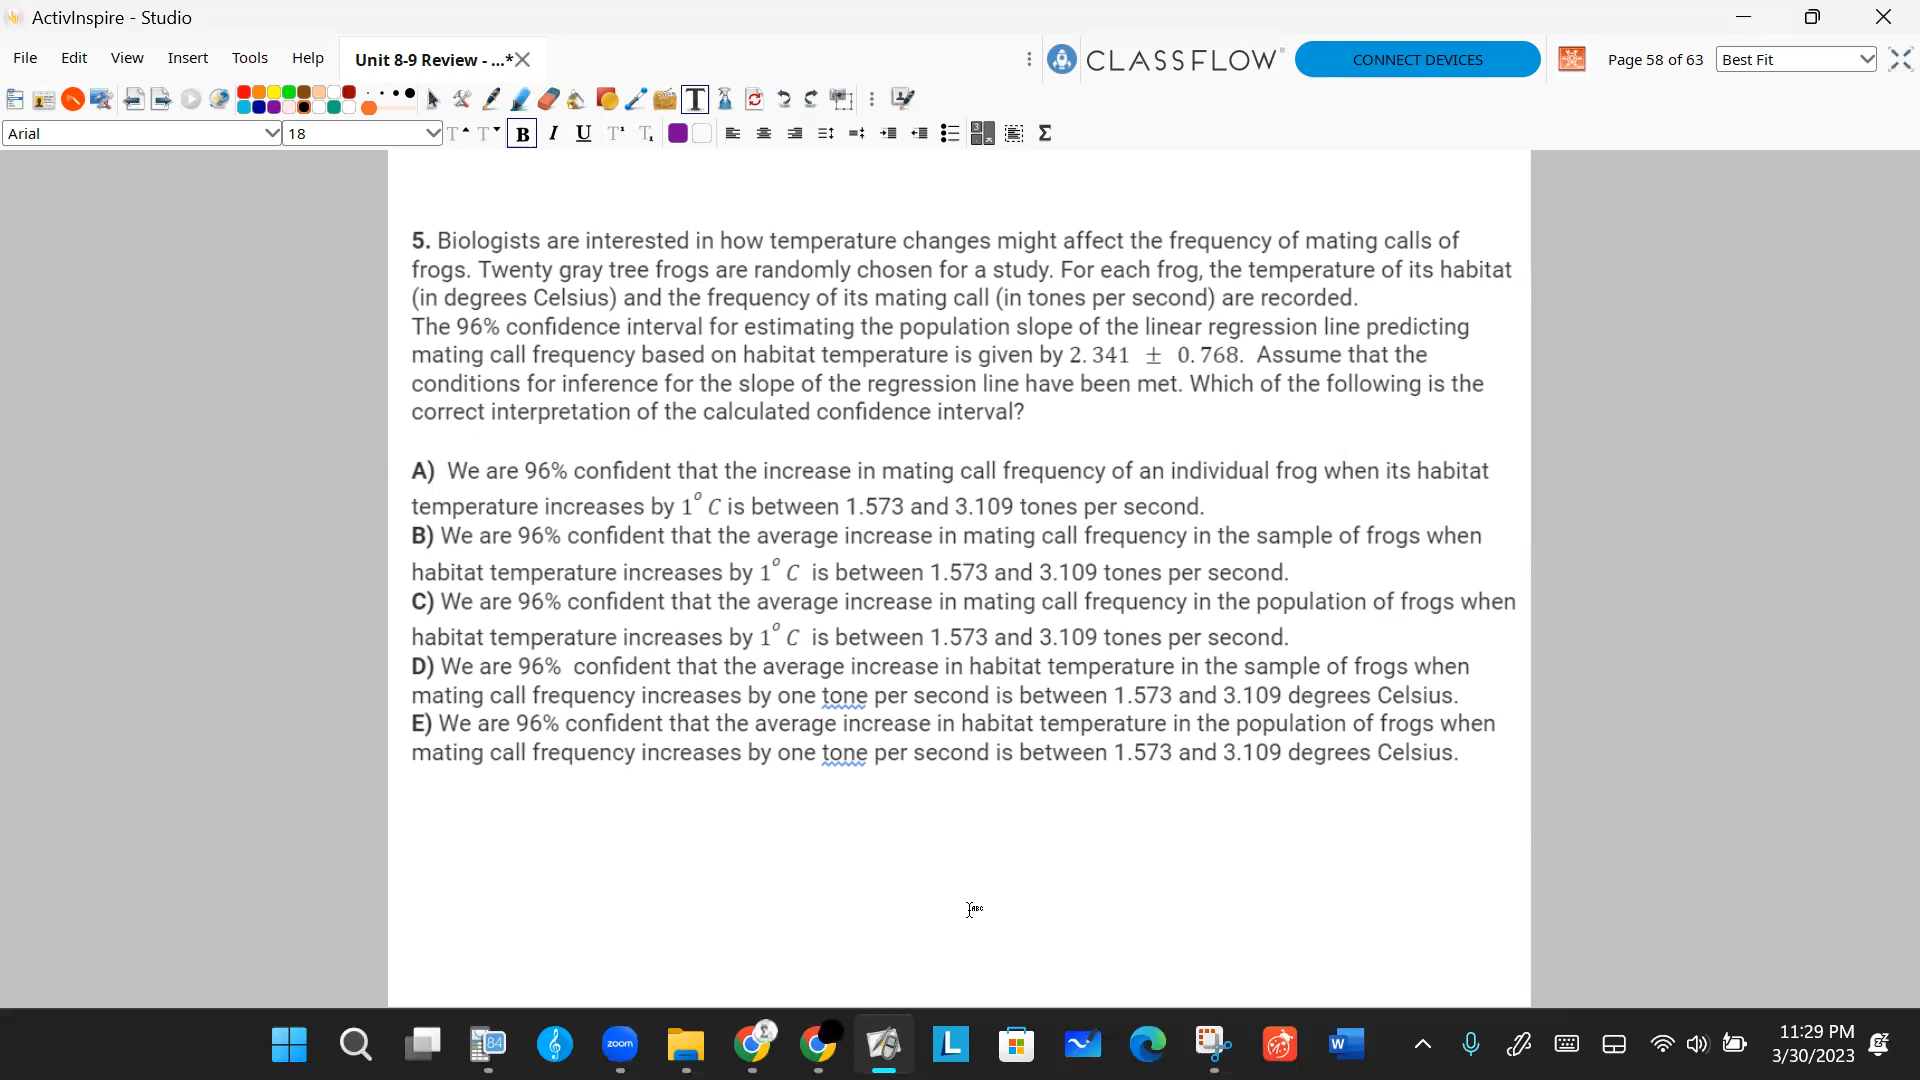 ActivInspire - Studio
File Edit View Insert Tools Help Unit 8-9 Review - ...* CLASSFLOW CONNECT DEVICES Page 58 of 63 Best Fit
Arial 18 B I U
5. Biologists are interested in how temperature changes might affect the frequency of mating calls of
frogs. Twenty gray tree frogs are randomly chosen for a study. For each frog, the temperature of its habitat
(in degrees Celsius) and the frequency of its mating call (in tones per second) are recorded.
The 96% confidence interval for estimating the population slope of the linear regression line predicting
mating call frequency based on habitat temperature is given by 2.341 ± 0.768. Assume that the
conditions for inference for the slope of the regression line have been met. Which of the following is the
correct interpretation of the calculated confidence interval?
A) We are 96% confident that the increase in mating call frequency of an individual frog when its habitat
temperature increases by 1° C is between 1.573 and 3.109 tones per second.
B) We are 96% confident that the average increase in mating call frequency in the sample of frogs when
habitat temperature increases by 1° C is between 1.573 and 3.109 tones per second.
C) We are 96% confident that the average increase in mating call frequency in the population of frogs when
habitat temperature increases by 1° C is between 1.573 and 3.109 tones per second.
D) We are 96% confident that the average increase in habitat temperature in the sample of frogs when
mating call frequency increases by one tone per second is between 1.573 and 3.109 degrees Celsius.
E) We are 96% confident that the average increase in habitat temperature in the population of frogs when
mating call frequency increases by one tone per second is between 1.573 and 3.109 degrees Celsius.
ABC
84 zoom L W 11:29 PM
3/30/2023